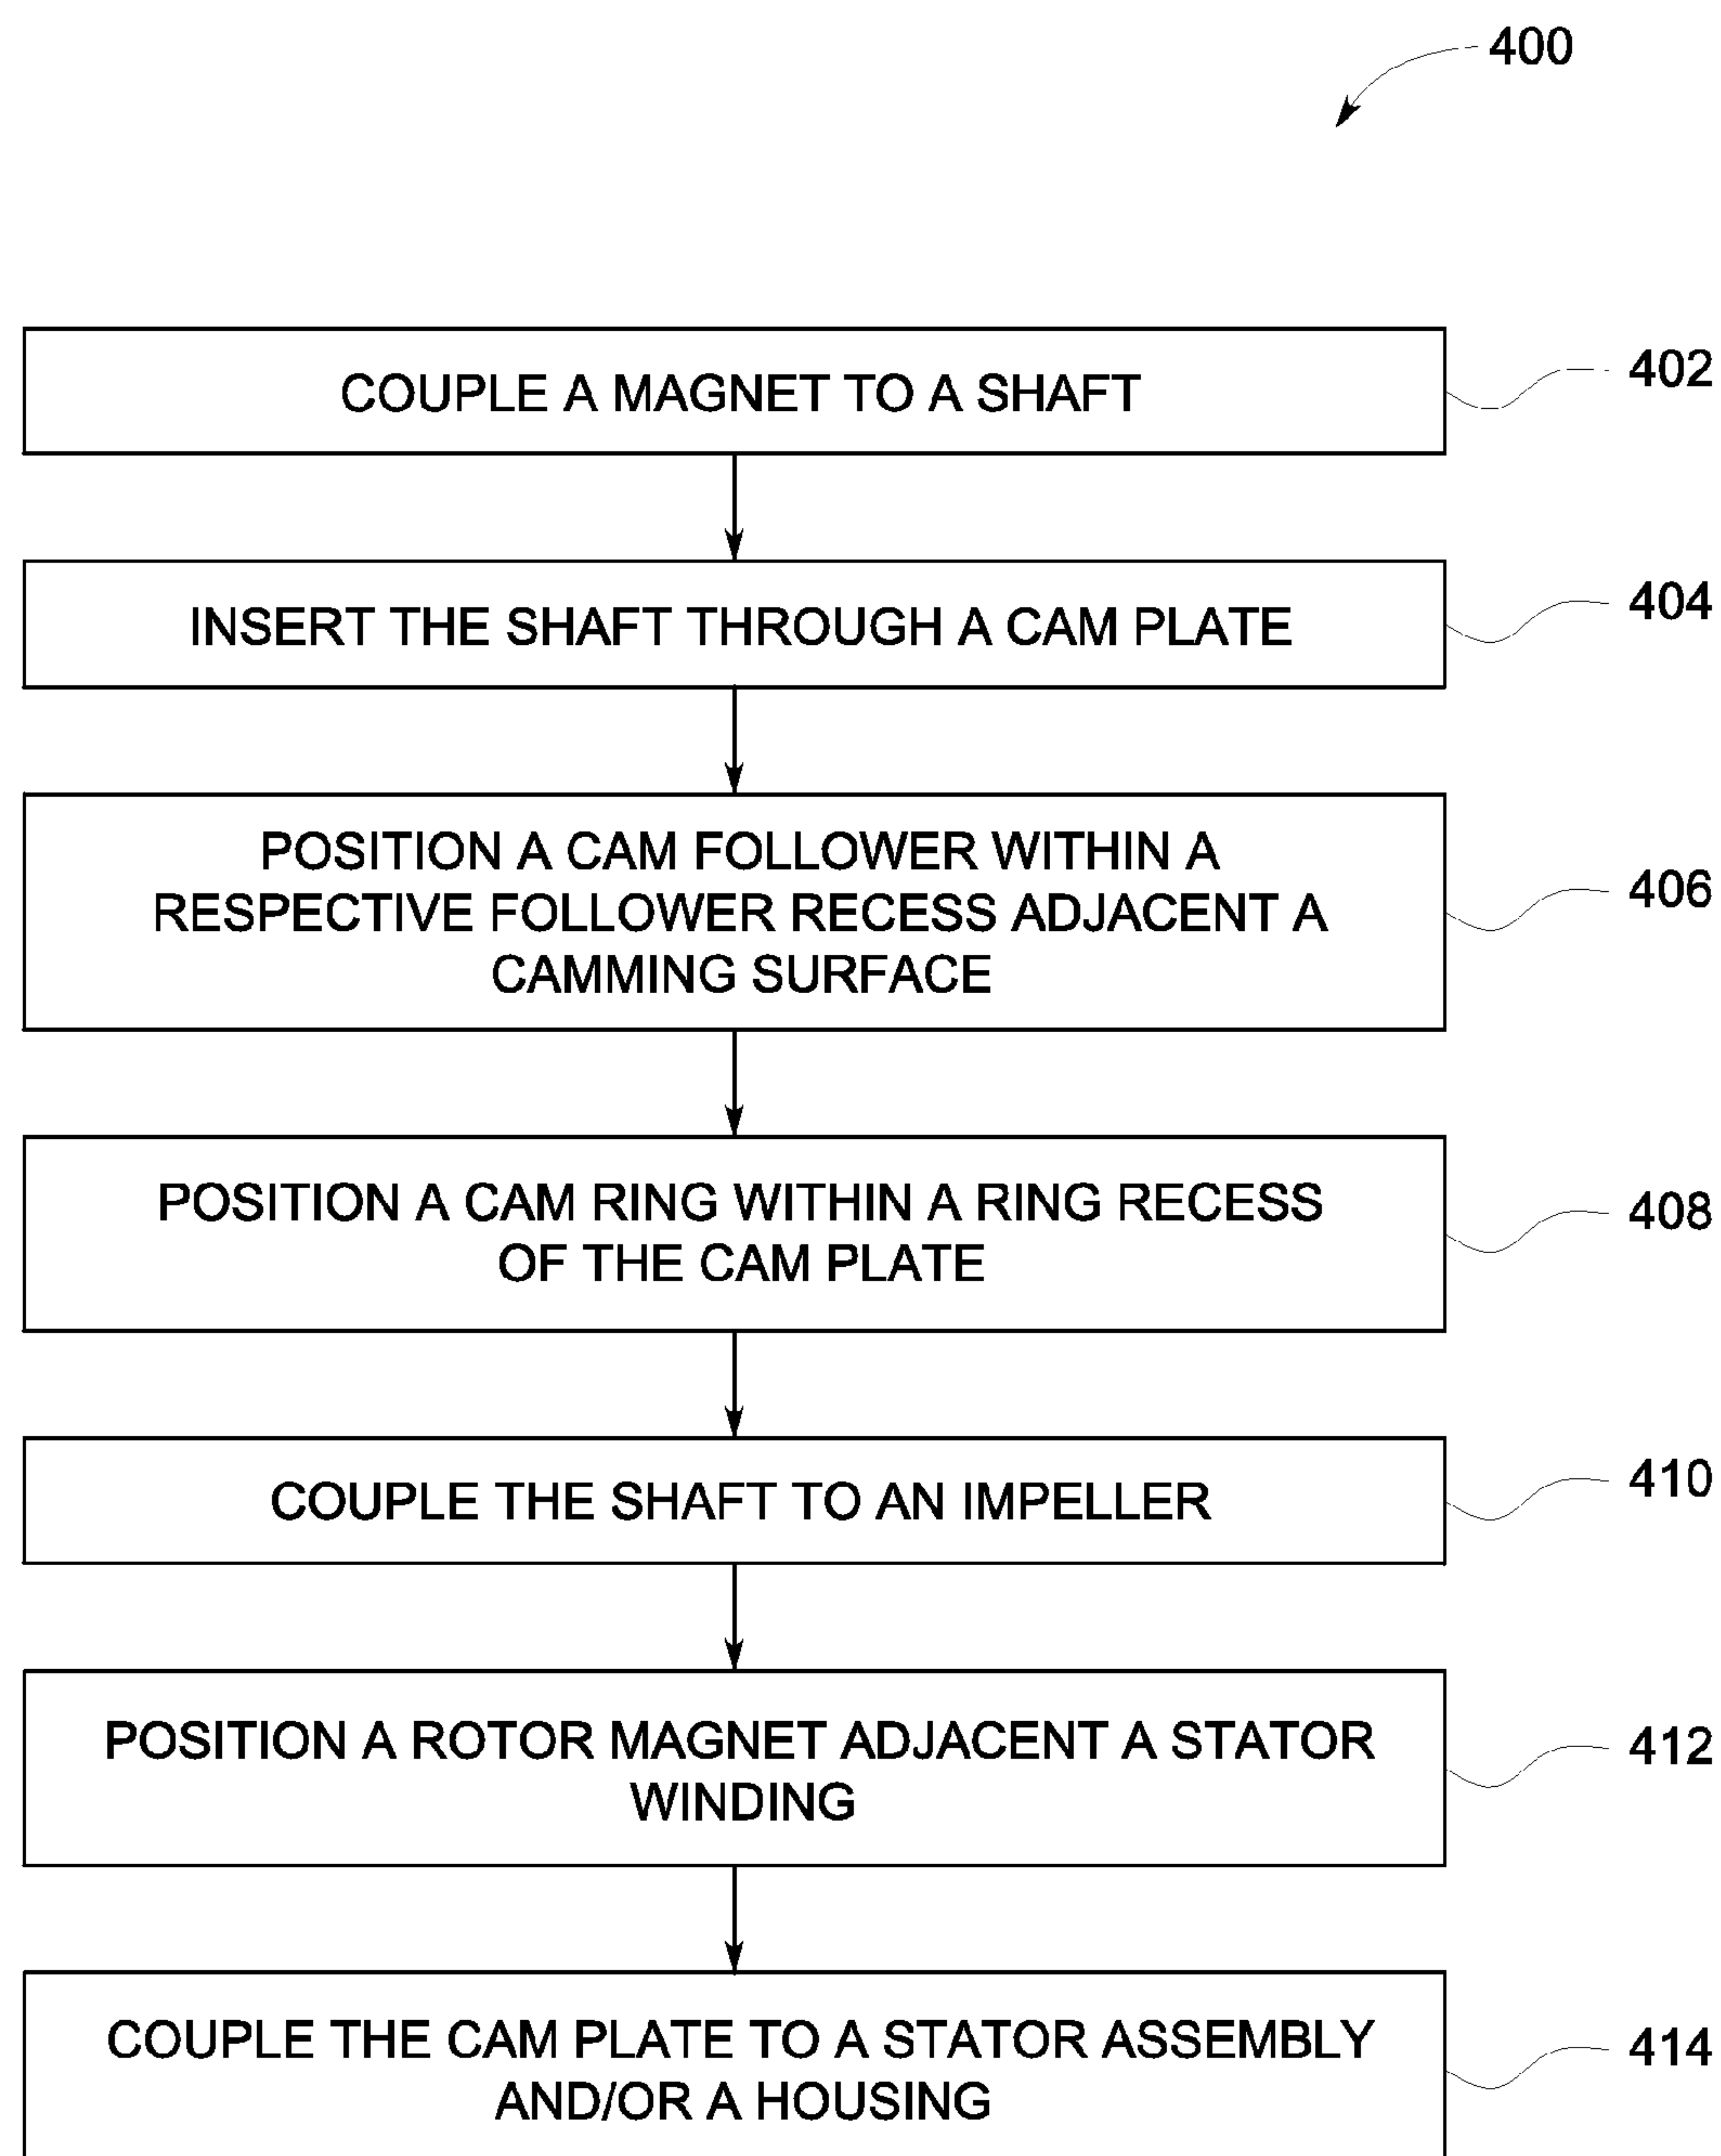 400
COUPLE A MAGNET TO A SHAFT
402
INSERT THE SHAFT THROUGH A CAM PLATE
404
POSITION A CAM FOLLOWER WITHIN A
RESPECTIVE FOLLOWER RECESS ADJACENT A
CAMMING SURFACE
406
POSITION A CAM RING WITHIN A RING RECESS
OF THE CAM PLATE
408
COUPLE THE SHAFT TO AN IMPELLER
410
POSITION A ROTOR MAGNET ADJACENT A STATOR
WINDING
412
COUPLE THE CAM PLATE TO A STATOR ASSEMBLY
AND/OR A HOUSING
414